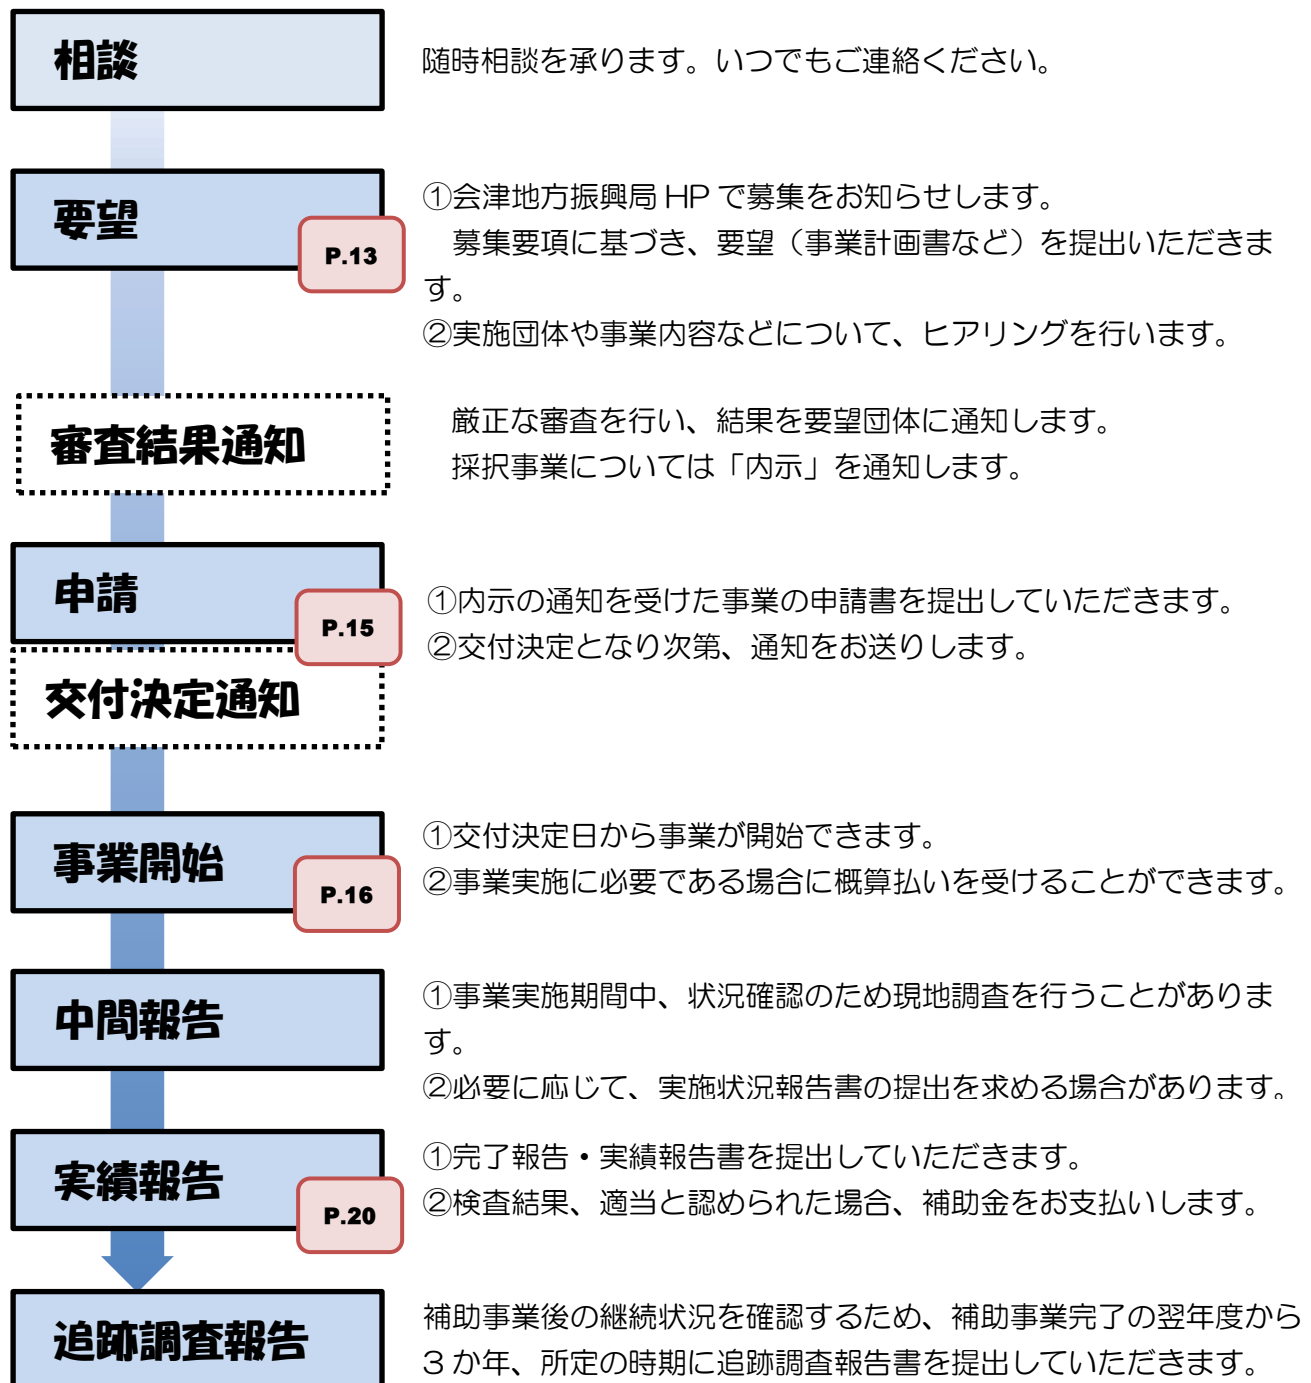 相談
随時相談を承ります。いつでもご連絡ください。
要望
P.13
①会津地方振興局 HP で募集をお知らせします。
募集要項に基づき、要望（事業計画書など）を提出いただきま
す。
②実施団体や事業内容などについて、ヒアリングを行います。
審査結果通知
厳正な審査を行い、結果を要望団体に通知します。
採択事業については「内示」を通知します。
申請
P.15
①内示の通知を受けた事業の申請書を提出していただきます。
②交付決定となり次第、通知をお送りします。
交付決定通知
事業開始
P.16
①交付決定日から事業が開始できます。
②事業実施に必要である場合に概算払いを受けることができます。
中間報告
①事業実施期間中、状況確認のため現地調査を行うことがありま
す。
②必要に応じて、実施状況報告書の提出を求める場合があります。
実績報告
P.20
①完了報告・実績報告書を提出していただきます。
②検査結果、適当と認められた場合、補助金をお支払いします。
追跡調査報告
補助事業後の継続状況を確認するため、補助事業完了の翌年度から
３か年、所定の時期に追跡調査報告書を提出していただきます。